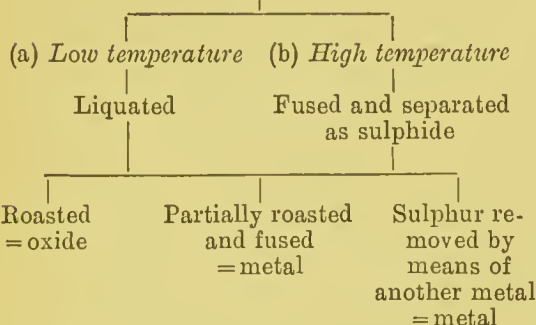 (a) Low temperature (b) High temperature
Liquated
Fused and separated
as sulphide
Roasted
= oxide
Partially roasted
and fused
= metal
Sulphur re-
moved by
means of
another metal
= metal